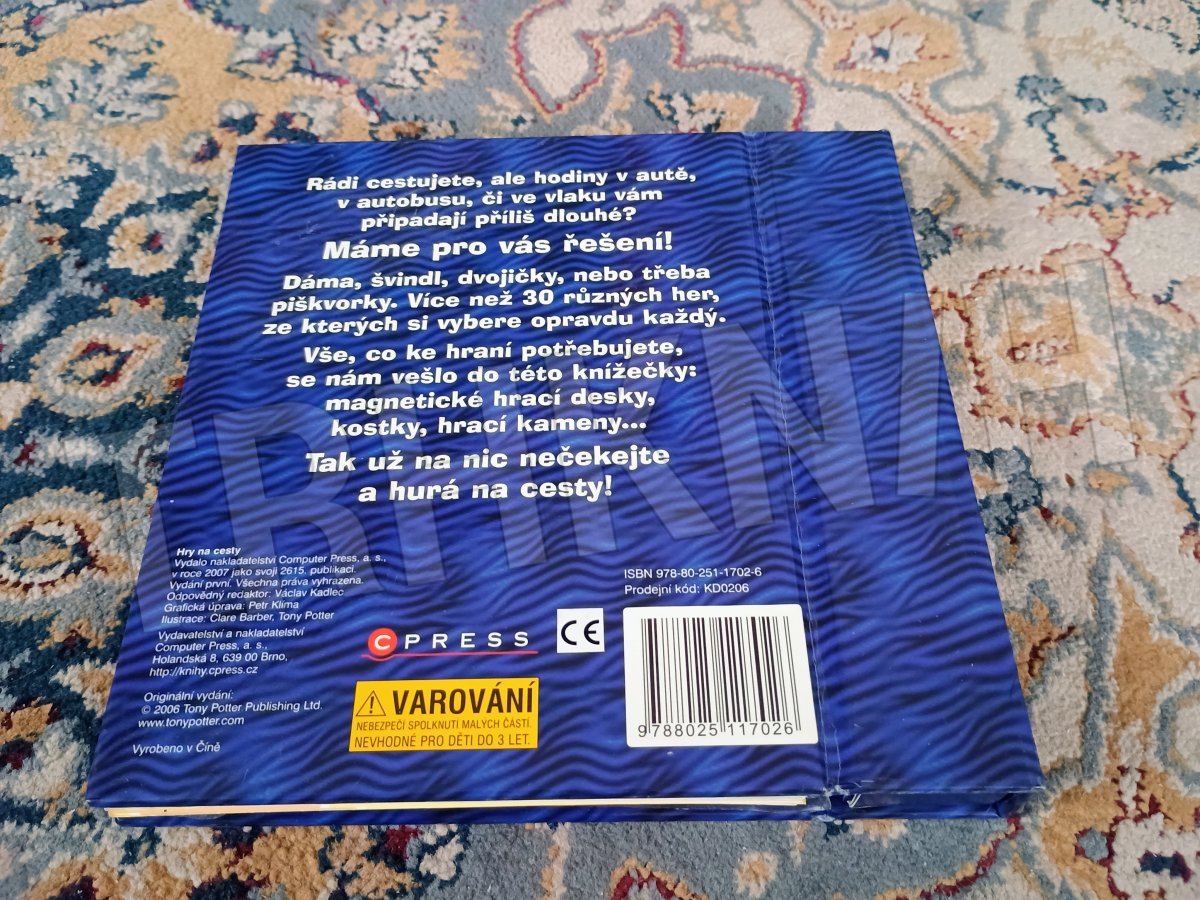 Rádi cestujete, ale hodiny v autě,
v autobusu, či ve vlaku vám
připadají příliš dlouhé?
Máme pro vás řešení!
Dáma, švindl, dvojičky, nebo třeba
piškvorky. Více než 30 různých her,
ze kterých si vybere opravdu každý.
Vše, co ke hraní potřebujete,
se nám vešlo do této knížečky:
magnetické hrací desky,
kostky, hrací kameny...
Tak už na nic nečekejte
a hurá na cesty!
Hry na cesty
Vydalo nakladatelství Computer Press, a. s.,
v roce 2007 jako svoji 2615. publikaci.
Vydání první. Všechna práva vyhrazena.
Odpovědný redaktor: Václav Kadlec
Grafická úprava: Petr Klíma
Ilustrace: Clare Barber, Tony Potter
Vydavatelství a nakladatelství
Computer Press, a. s.,
Holandská 8, 639 00 Brno,
http://knihy.cpress.cz
Originální vydání:
© 2006 Tony Potter Publishing Ltd.
www.tonypotter.com
Vyrobeno v Číně
CPRESS
CE
VAROVÁNÍ
NEBEZPEČÍ SPOLKNUTÍ MALÝCH ČÁSTÍ.
NEVHODNÉ PRO DĚTI DO 3 LET.
ISBN 978-80-251-1702-6
Prodejní kód: KD0206
9788025117026